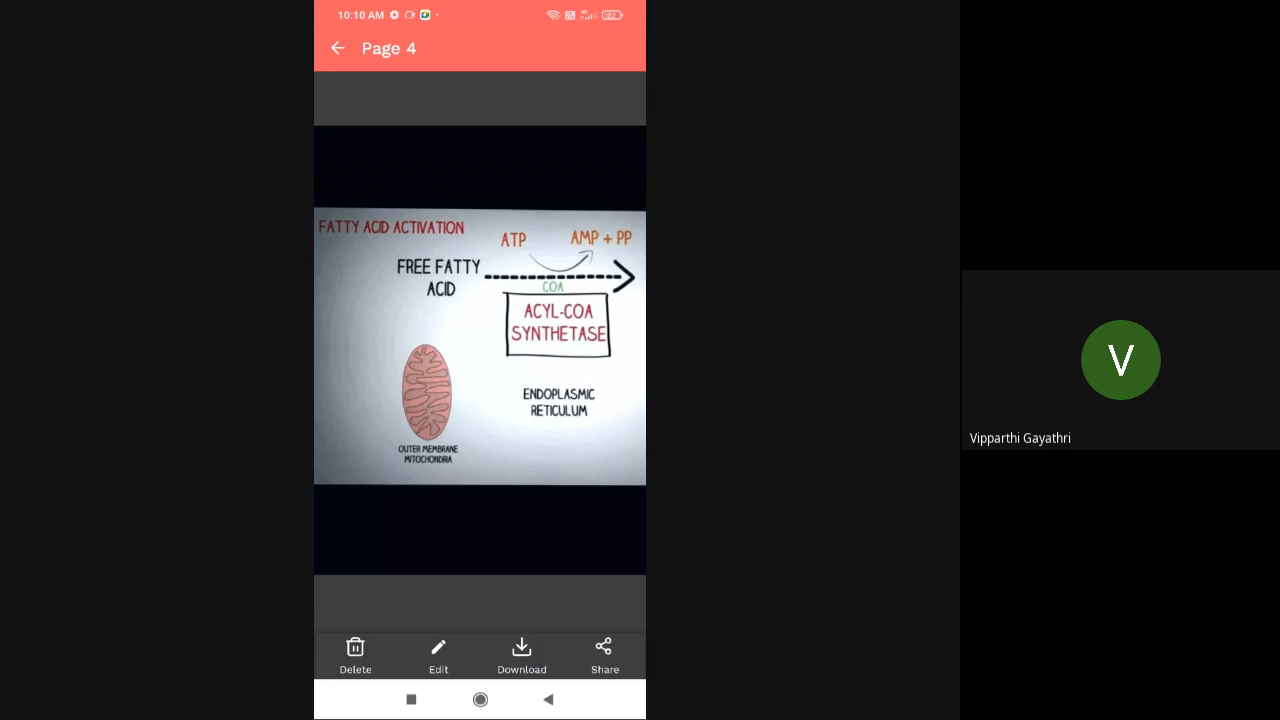 10:10 AM
Page 4
FATTY ACID ACTIVATION
ATP
AMP + PP
FREE FATTY
ACID
COA
ACYL-COA
SYNTHETASE
ENDOPLASMIC
RETICULUM
OUTER MEMBRANE
MITOCHONDRIA
Delete
Edit
Download
Share
V
Vipparthi Gayathri